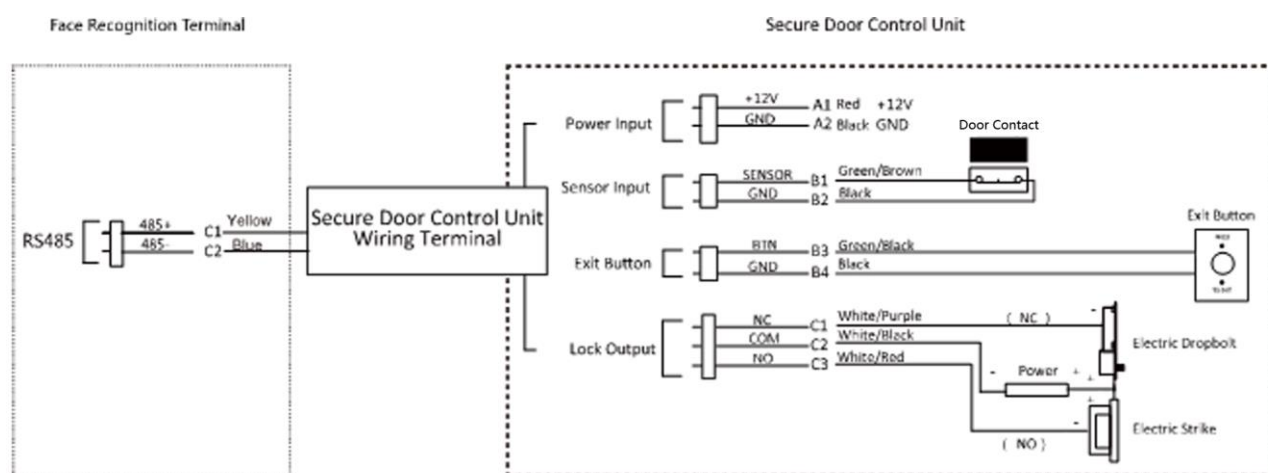 Face Recognition Terminal
Secure Door Control Unit
RS485
485+
C1
Yellow
485-
C2
Blue
Secure Door Control Unit
Wiring Terminal
Power Input
+12V
A1 Red +12V
GND
A2 Black GND
Door Contact
Sensor Input
SENSOR
B1
Green/Brown
GND
B2
Black
Exit Button
Exit Button
BTN
B3
Green/Black
GND
B4
Black
Lock Output
NC
C1
White/Purple
( NC )
-
COM
C2
White/Black
Electric Dropbolt
NO
C3
White/Red
-
Power
+
+
+
-
Electric Strike
( NO )